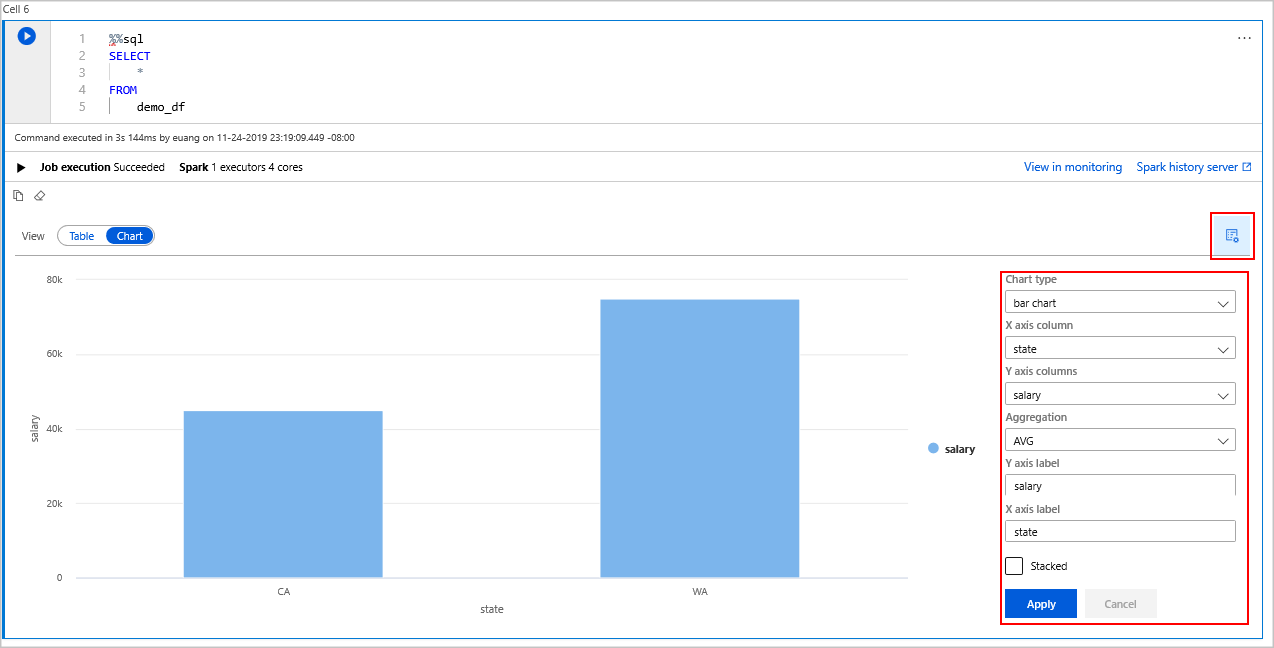 Cell 6
1 %%sql
2 SELECT
3 *
4 FROM
5 demo_df
Command executed in 3s 144ms by euang on 11-24-2019 23:19:09.449 -08:00
Job execution Succeeded Spark 1 executors 4 cores View in monitoring Spark history server
View Table Chart
80k
60k
40k
20k
0
salary
CA WA
state
salary
Chart type
bar chart
X axis column
state
Y axis columns
salary
Aggregation
AVG
Y axis label
salary
X axis label
state
Stacked
Apply Cancel